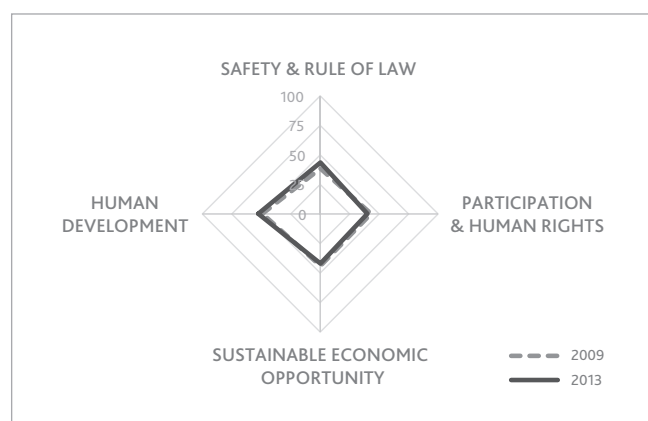 SAFETY & RULE OF LAW
100
75
50
25
0
HUMAN
DEVELOPMENT
PARTICIPATION
& HUMAN RIGHTS
SUSTAINABLE ECONOMIC
OPPORTUNITY
2009
2013